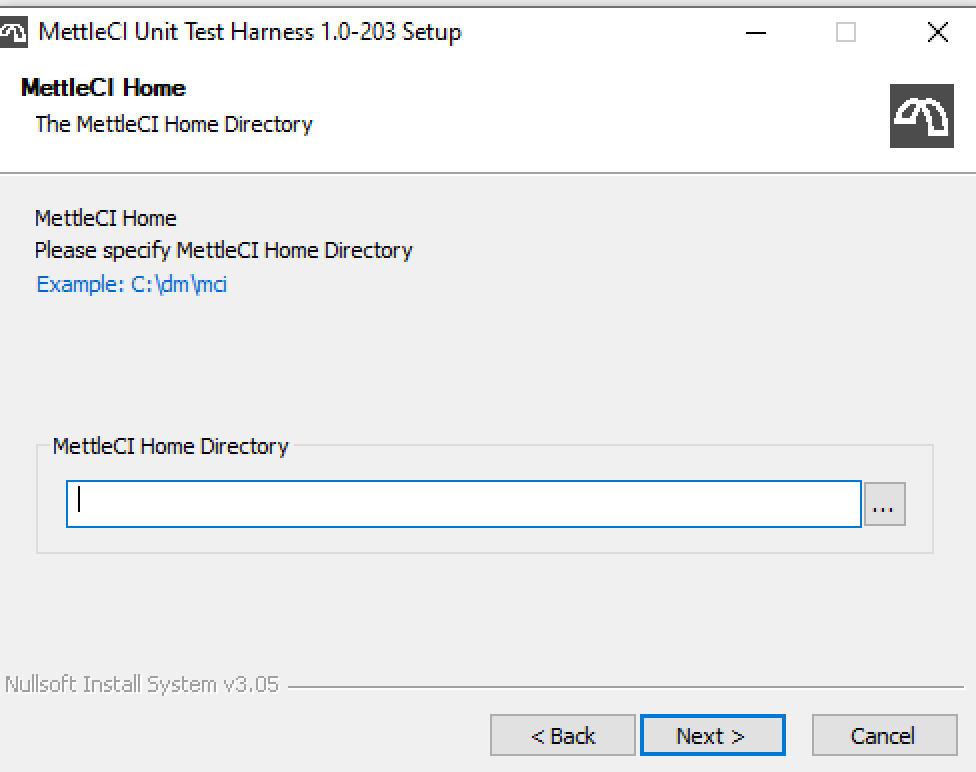 MettleCI Unit Test Harness 1.0-203 Setup
MettleCI Home
The MettleCI Home Directory
MettleCI Home
Please specify MettleCI Home Directory
Example: C:\dm\mci
MettleCI Home Directory
...
Nullsoft Install System v3.05
< Back
Next >
Cancel